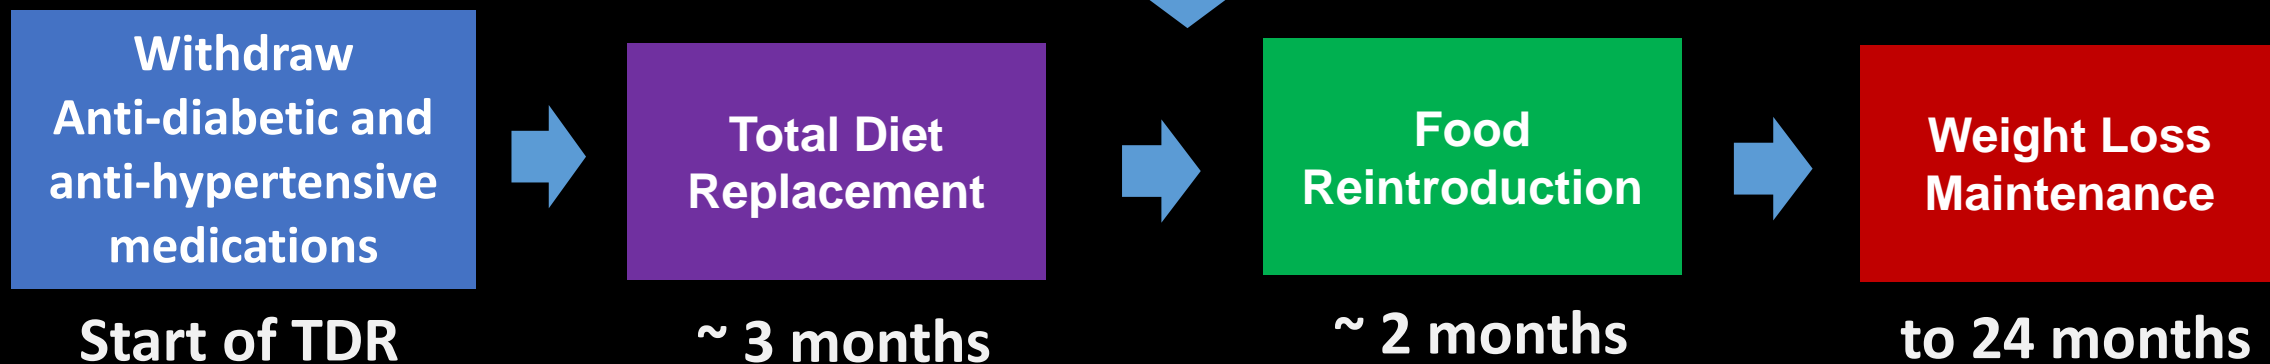 Withdraw
Anti-diabetic and
anti-hypertensive
medications
Start of TDR
Total Diet
Replacement
~ 3 months
Food
Reintroduction
~ 2 months
Weight Loss
Maintenance
to 24 months